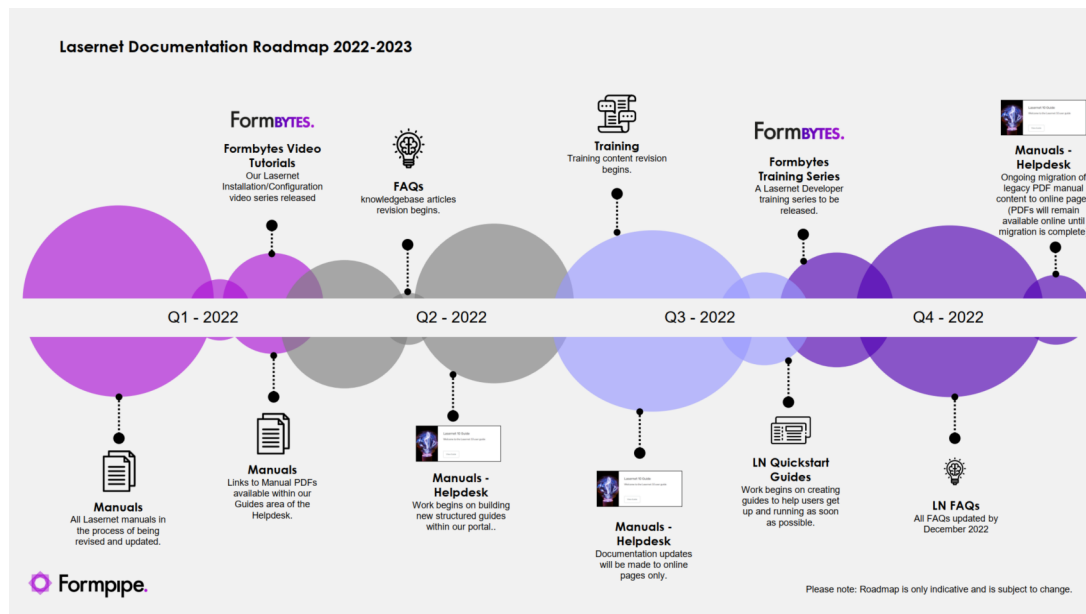 Lasernet Documentation Roadmap 2022-2023
FormBYTES.
Formbytes Video
Tutorials
Our Lasernet
Installation/Configuration
video series released
FAQs
knowledgebase articles
revision begins.
Training
Training content revision
begins.
FormBYTES.
Formbytes
Training Series
A Lasernet Developer
training series to be
released.
Manuals -
Helpdesk
Ongoing migration of
legacy PDF manual
content to online page
(PDFs will remain
available online until
migration is complete
Q1 - 2022
Q2 - 2022
Q3 - 2022
Q4 - 2022
Manuals
All Lasernet manuals in
the process of being
revised and updated.
Manuals
Links to Manual PDFs
available within our
Guides area of the
Helpdesk.
Manuals -
Helpdesk
Work begins on building
new structured guides
within our portal..
Manuals -
Helpdesk
Documentation updates
will be made to online
pages only.
LN Quickstart
Guides
Work begins on creating
guides to help users get
up and running as soon
as possible.
LN FAQs
All FAQs updated by
December 2022
Formpipe.
Please note: Roadmap is only indicative and is subject to change.